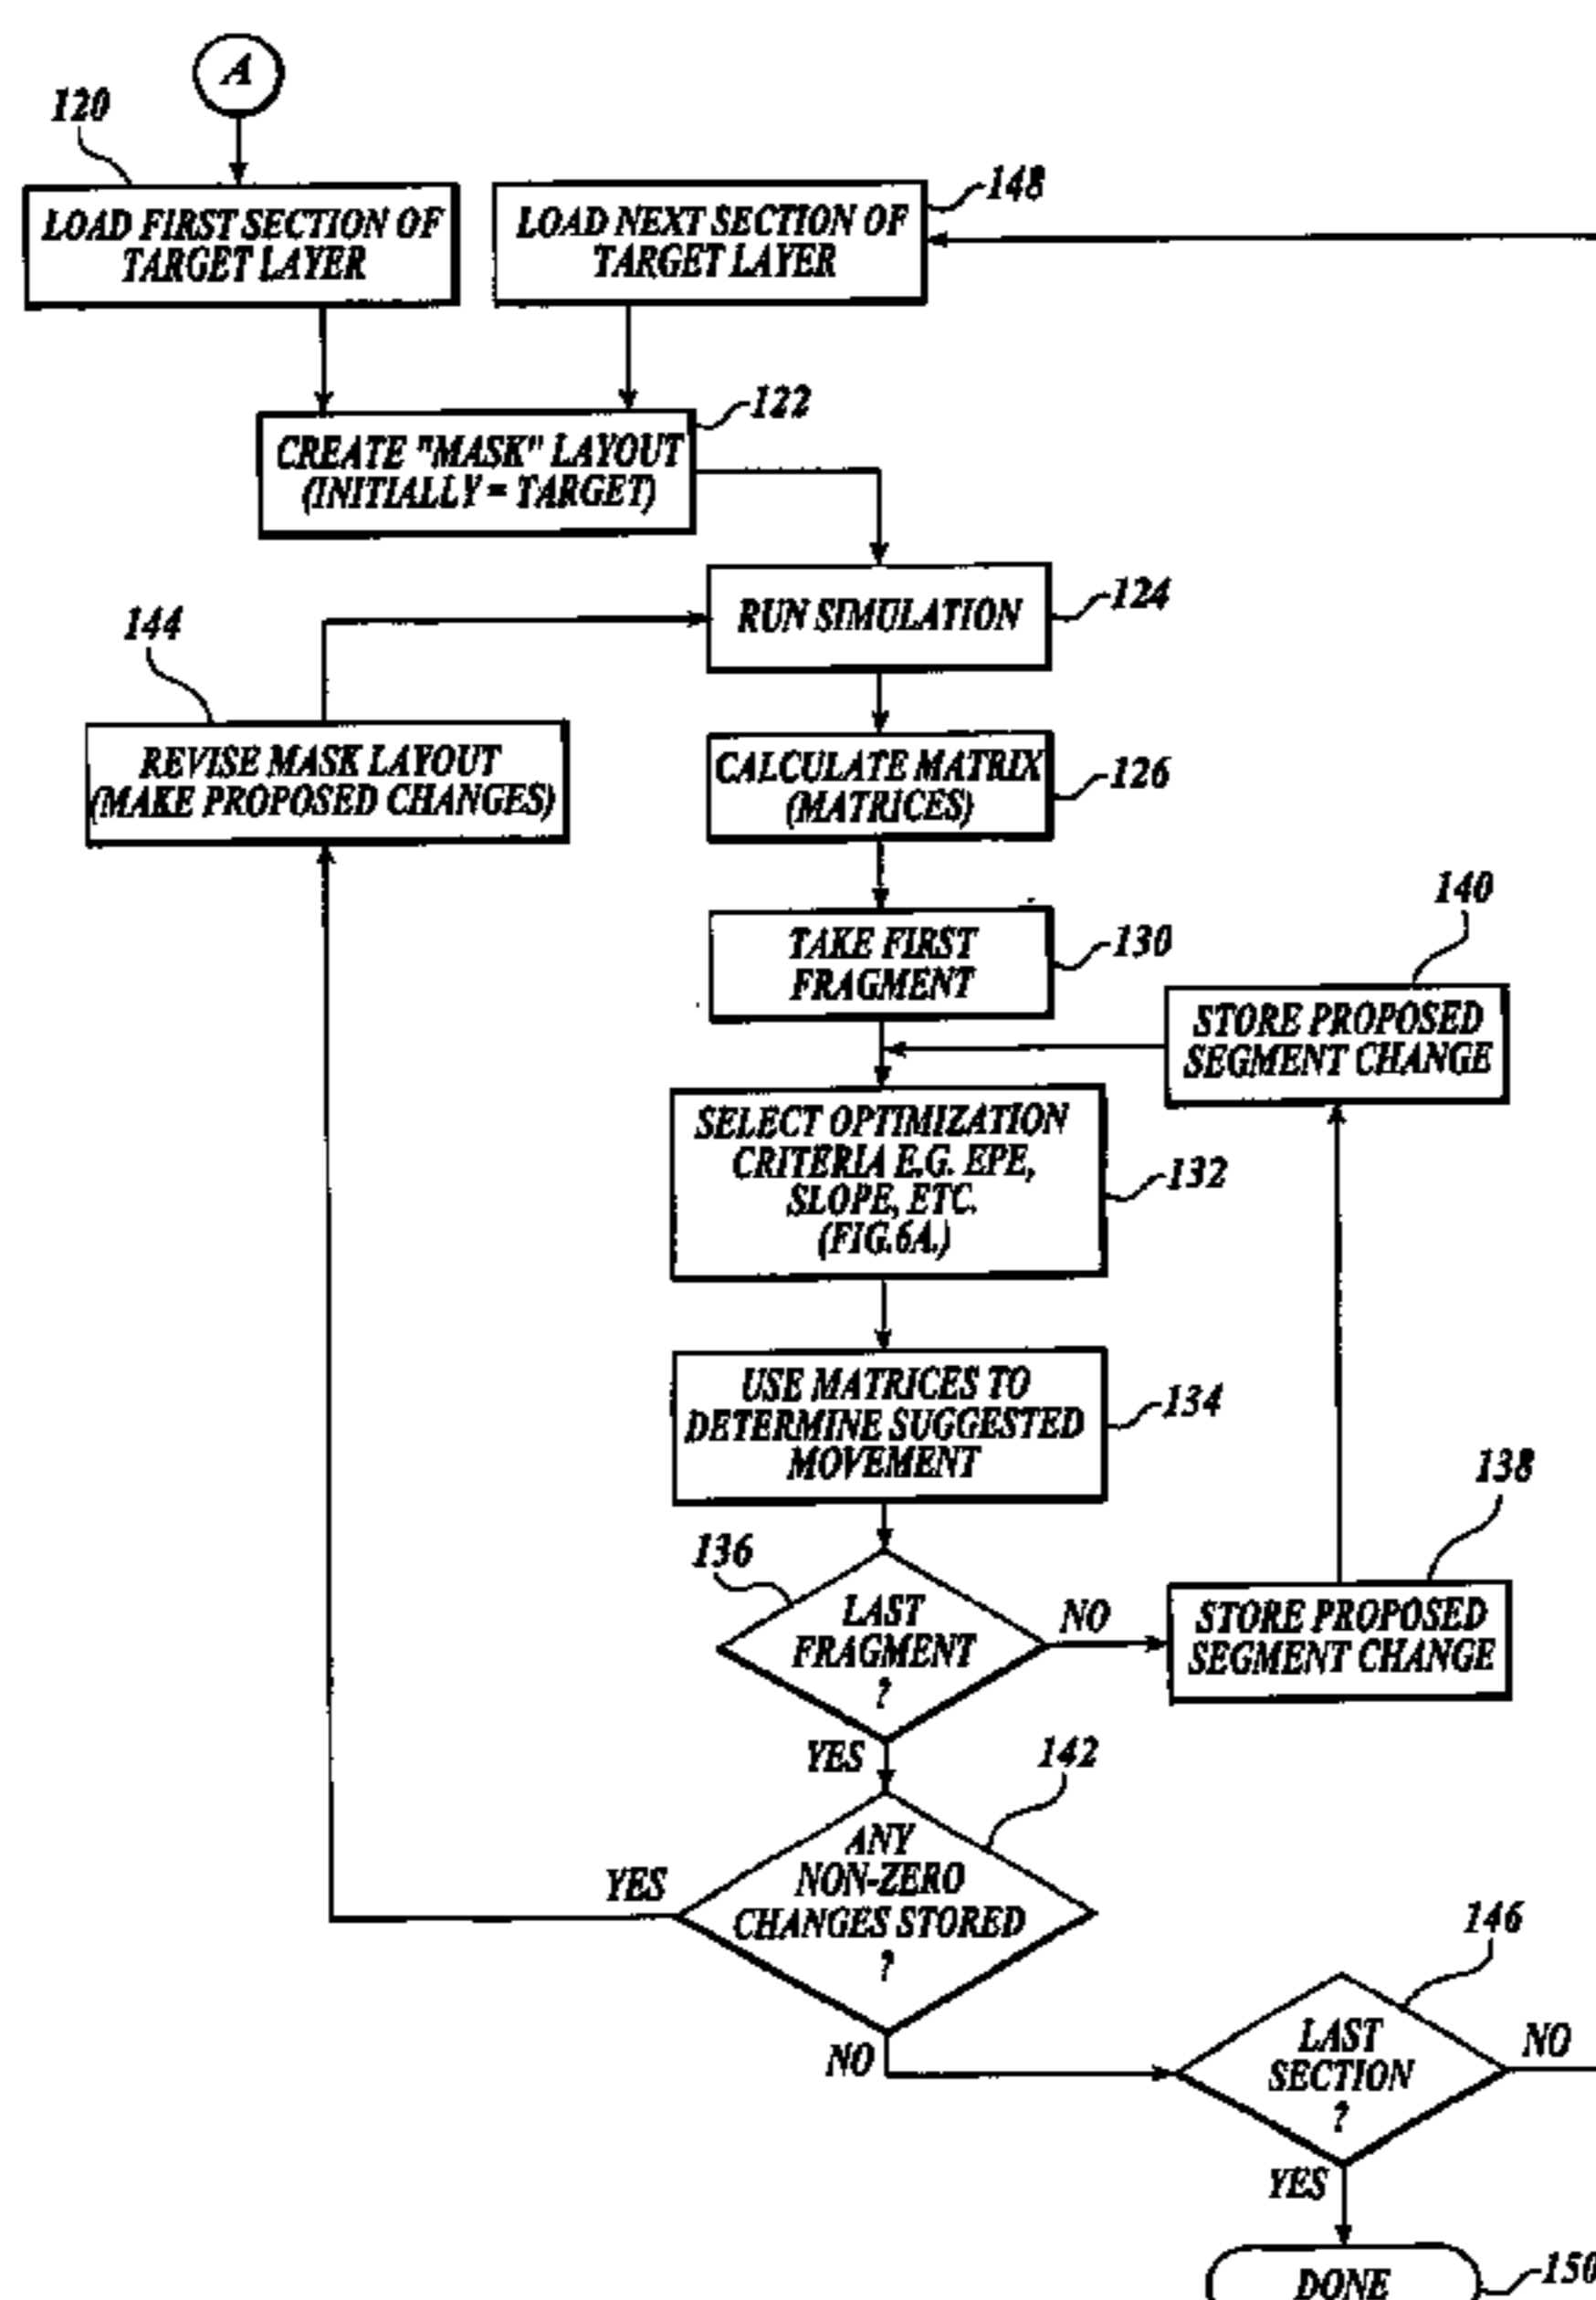 A
120
LOAD FIRST SECTION OF
TARGET LAYER
148
LOAD NEXT SECTION OF
TARGET LAYER
122
CREATE "MASK" LAYOUT
(INITIALLY = TARGET)
124
RUN SIMULATION
144
REVISE MASK LAYOUT
(MAKE PROPOSED CHANGES)
126
CALCULATE MATRIX
(MATRICES)
130
TAKE FIRST
FRAGMENT
140
STORE PROPOSED
SEGMENT CHANGE
132
SELECT OPTIMIZATION
CRITERIA E.G. EPE,
SLOPE, ETC.
(FIG.6A.)
134
USE MATRICES TO
DETERMINE SUGGESTED
MOVEMENT
136
LAST
FRAGMENT
?
NO
138
STORE PROPOSED
SEGMENT CHANGE
YES
142
ANY
NON-ZERO
CHANGES STORED
?
YES
NO
146
LAST
SECTION
?
NO
YES
DONE
150